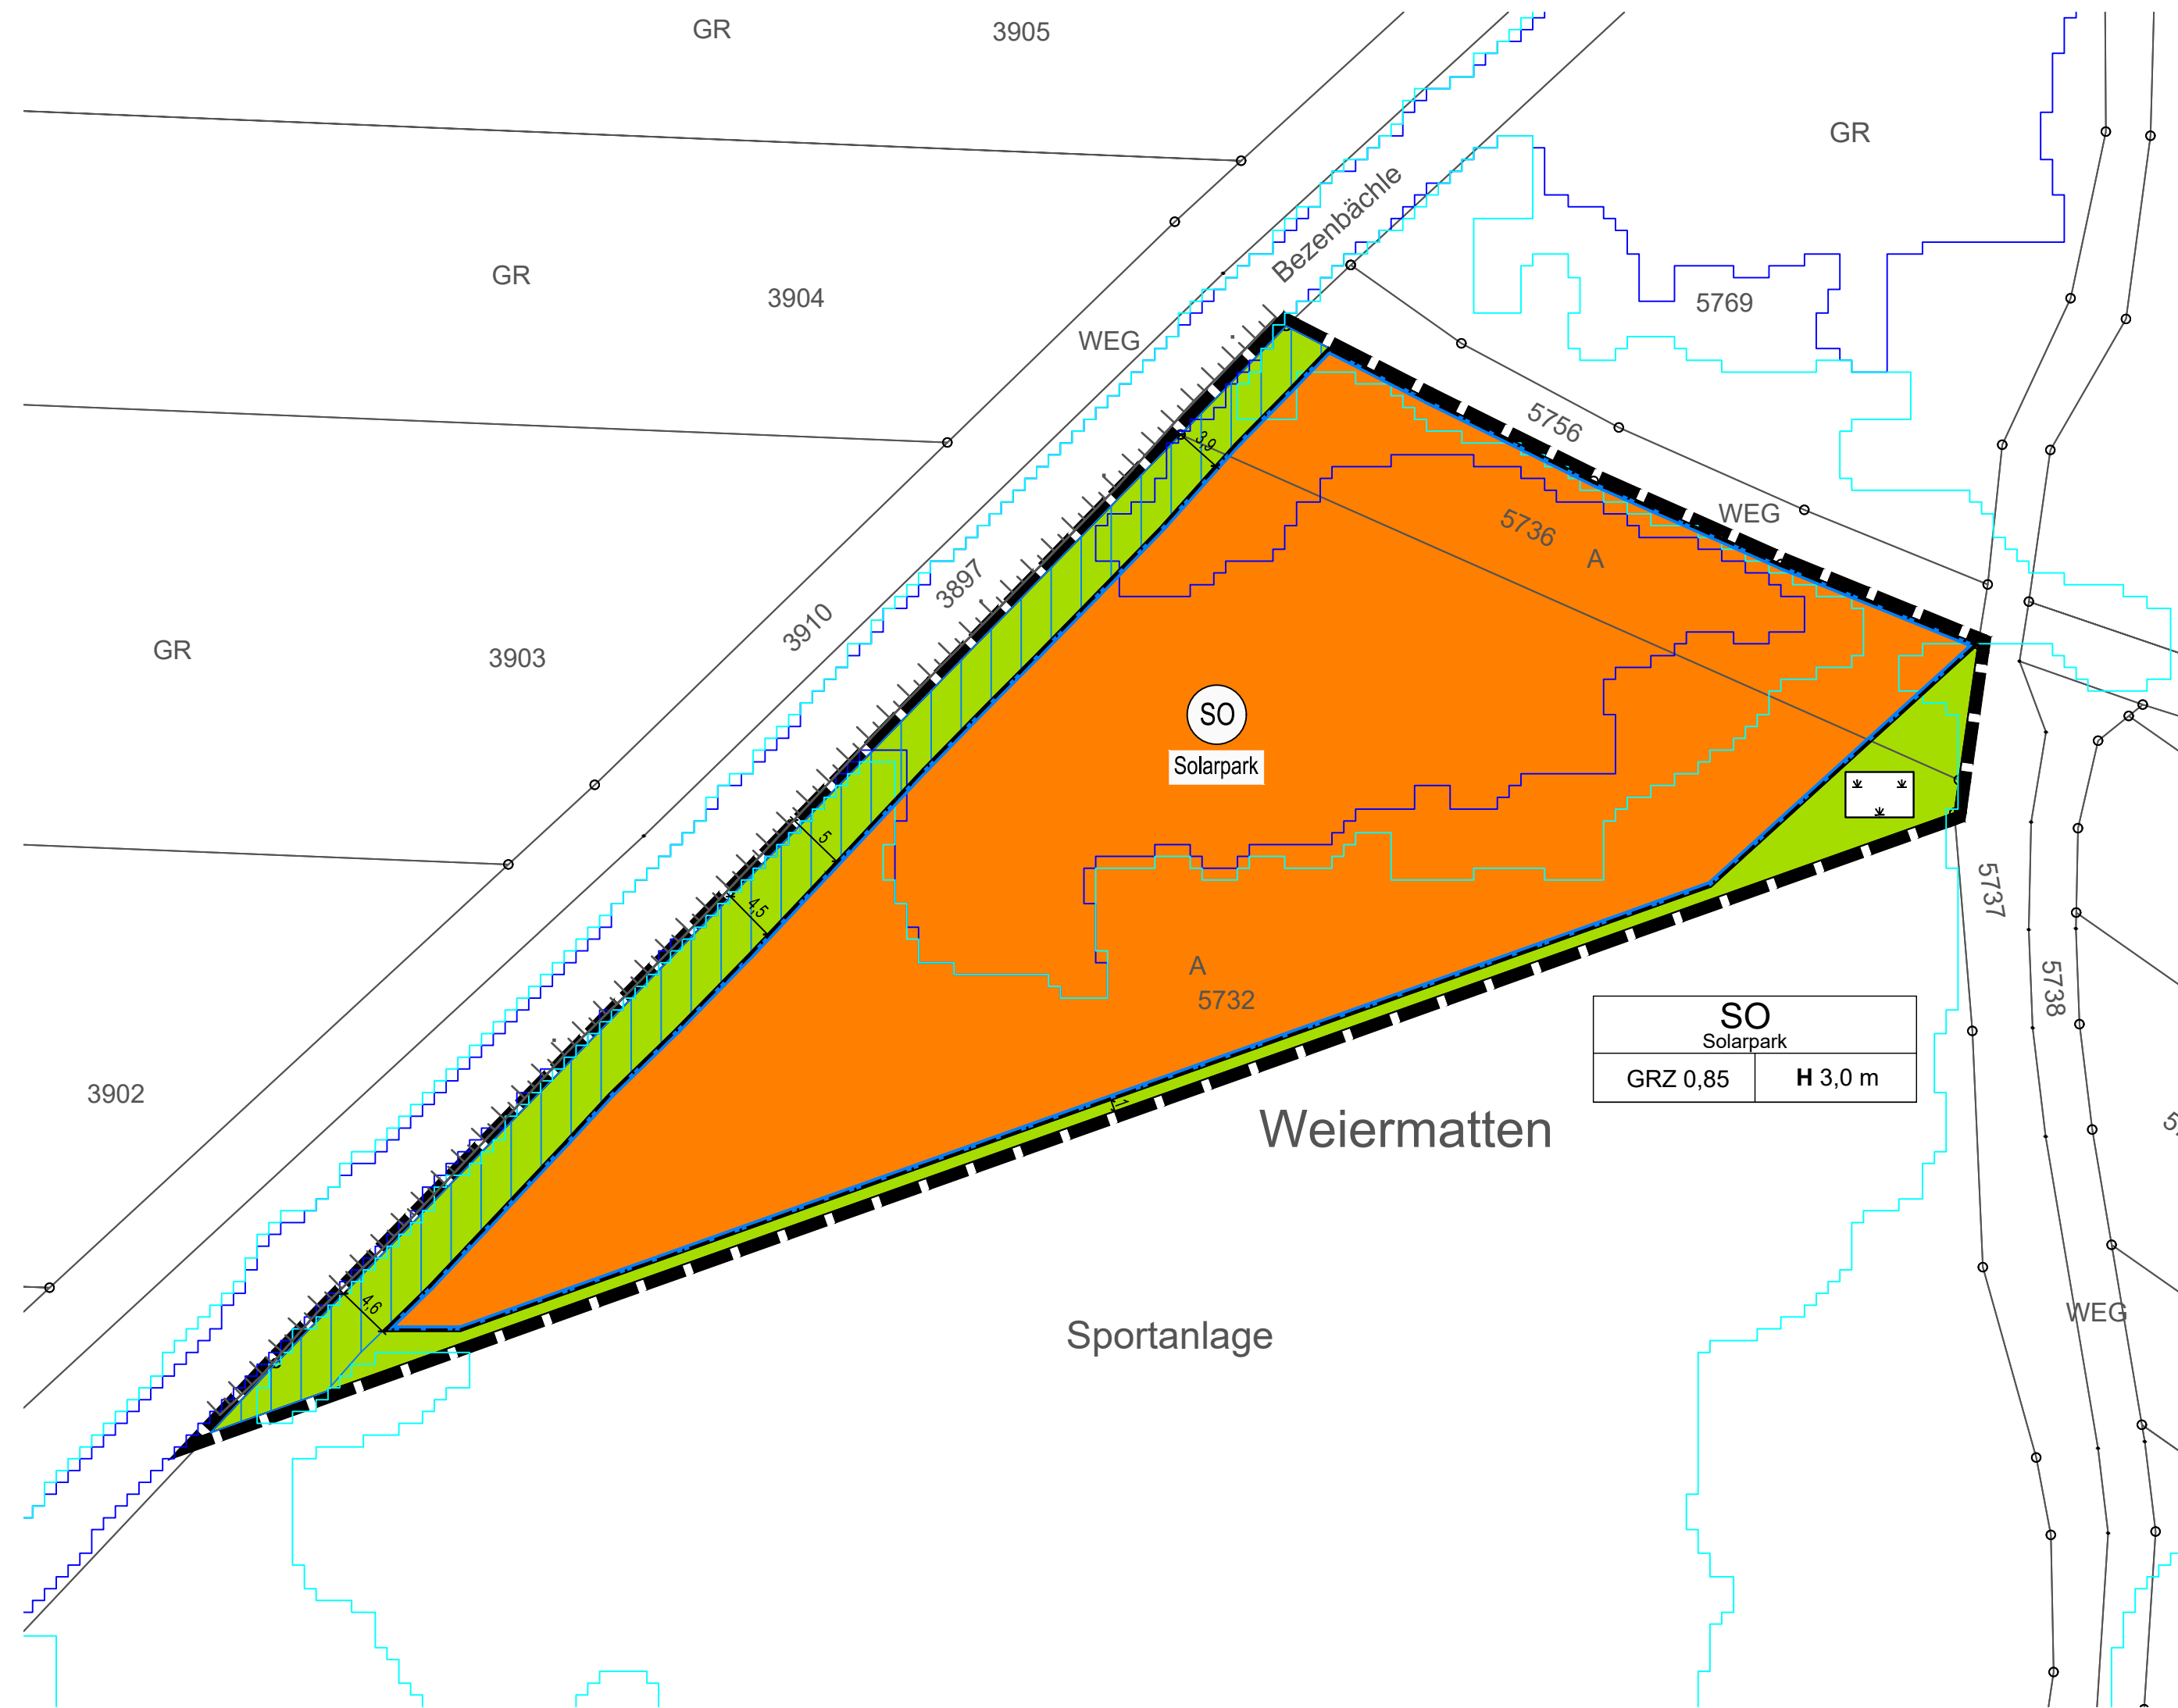 GR
3905
GR
Bezenbächle
GR
3904
5769
WEG
5756
3,9
WEG
5736
A
3897
3910
GR
3903
SO
Solarpark
5
4,5
5737
A
5732
5738
SO
Solarpark
GRZ 0,85
H 3,0 m
3902
1
Weiermatten
4,6
WEG
Sportanlage